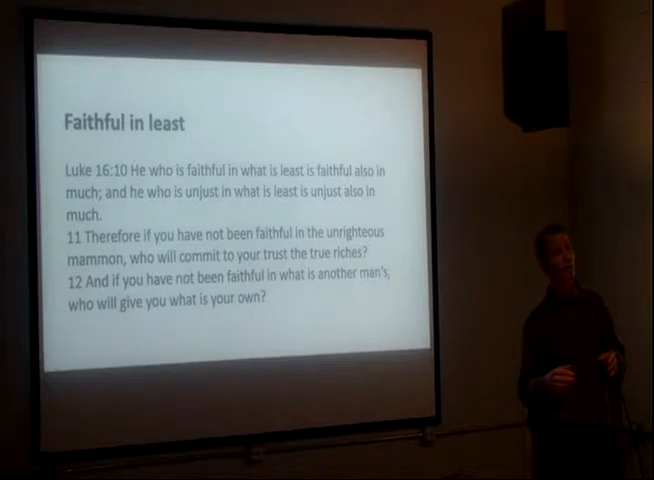 Faithful in least
Luke 16:10 He who is faithful in what is least is faithful also in
much; and he who is unjust in what is least is unjust also in
much.
11 Therefore if you have not been faithful in the unrighteous
mammon, who will commit to your trust the true riches?
12 And if you have not been faithful in what is another man's,
who will give you what is your own?